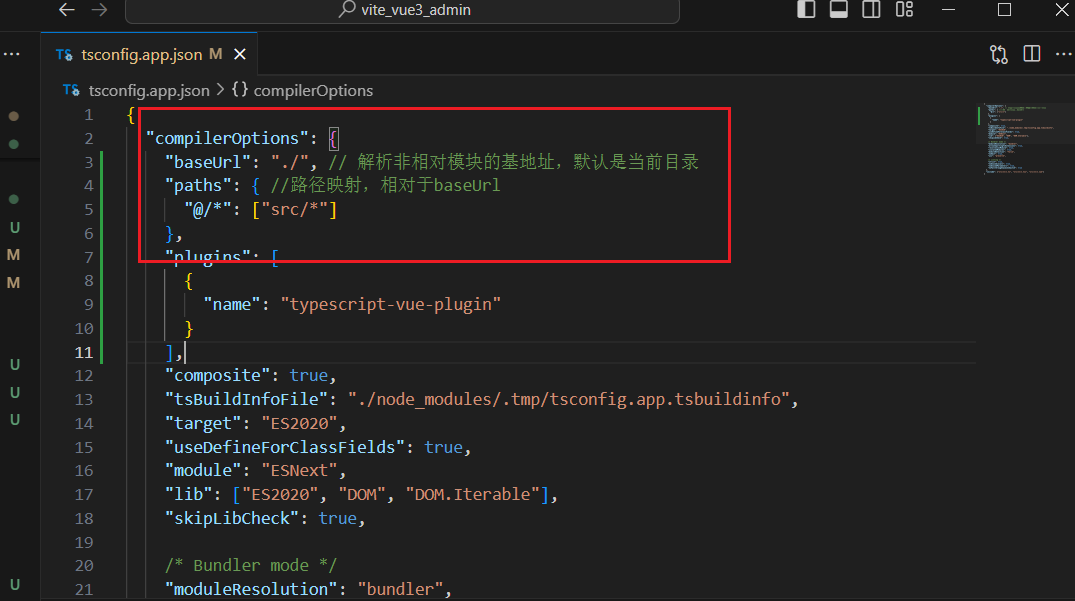 vite_vue3_admin
TS tsconfig.app.json M
TS tsconfig.app.json > {} compilerOptions
1 {
2 "compilerOptions": {
3 "baseUrl": "./", // 解析非相对模块的基地址，默认是当前目录
4 "paths": { //路径映射，相对于baseUrl
5 "@/*": ["src/*"]
6 },
7 "plugins": [
8 {
9 "name": "typescript-vue-plugin"
10 }
11 ],
12 "composite": true,
13 "tsBuildInfoFile": "./node_modules/.tmp/tsconfig.app.tsbuildinfo",
14 "target": "ES2020",
15 "useDefineForClassFields": true,
16 "module": "ESNext",
17 "lib": ["ES2020", "DOM", "DOM.Iterable"],
18 "skipLibCheck": true,
19
20 /* Bundler mode */
21 "moduleResolution": "bundler",
U
M
M
U
U
U
U